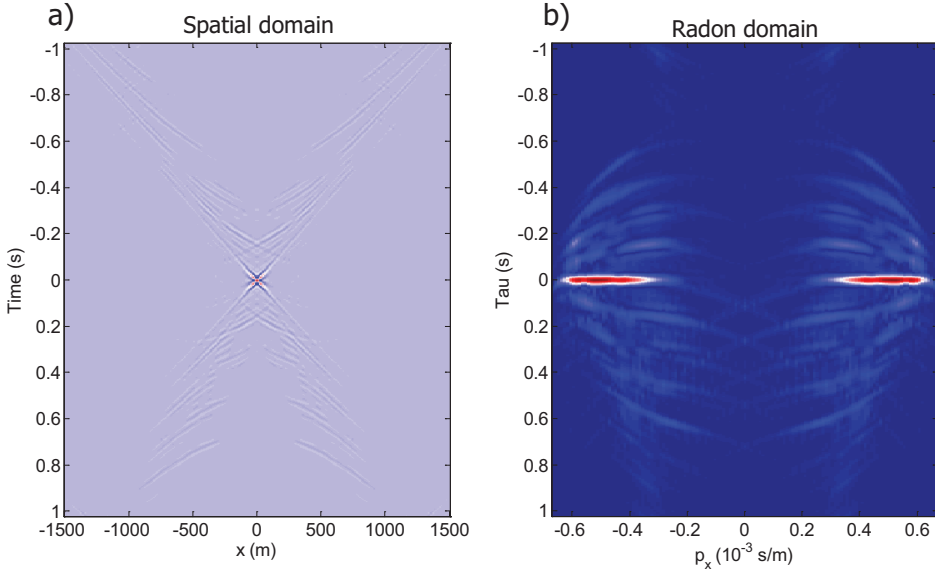 a)
Spatial domain
-1
-0.8
-0.6
-0.4
-0.2
0
0.2
0.4
0.6
0.8
1
Time (s)
-1500 -1000 -500 0 500 1000 1500
x (m)
b)
Radon domain
-1
-0.8
-0.6
-0.4
-0.2
0
0.2
0.4
0.6
0.8
1
Tau (s)
-0.6 -0.4 -0.2 0 0.2 0.4 0.6
p_x (10^-3 s/m)